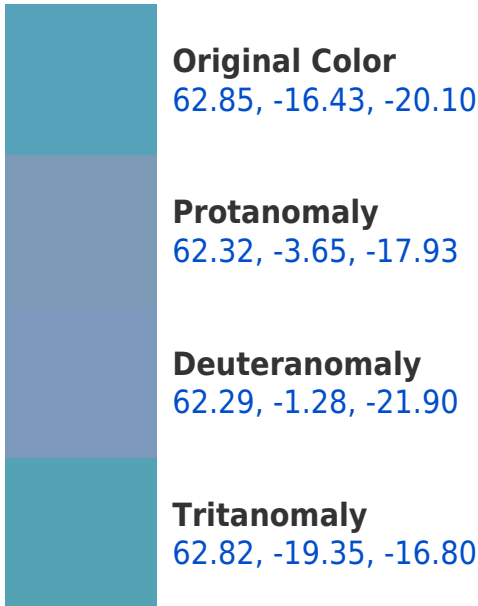 Original Color
62.85, -16.43, -20.10
Protanomaly
62.32, -3.65, -17.93
Deuteranomaly
62.29, -1.28, -21.90
Tritanomaly
62.82, -19.35, -16.80